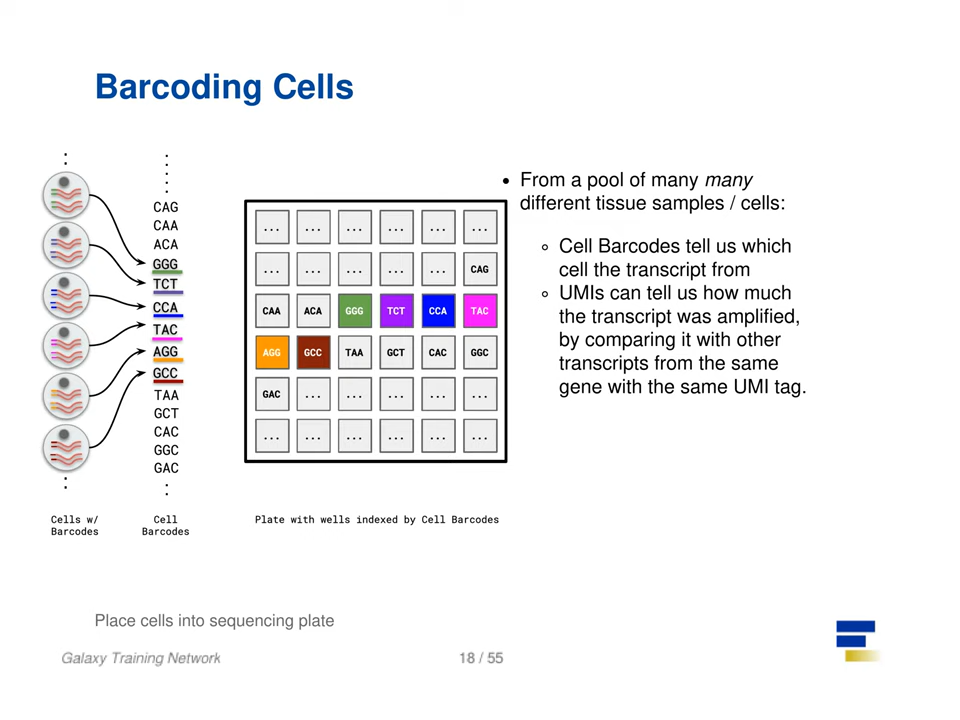 Barcoding Cells
CAG
CAA
ACA
GGG
TCT
CCA
TAC
AGG
GCC
TAA
GCT
CAC
GGC
GAC
Cells w/
Barcodes
Cell
Barcodes
... ... ... ... ... ...
... ... ... ... ... CAG
CAA ACA GGG TCT CCA TAC
AGG GCC TAA GCT CAC GGC
GAC ... ... ... ... ...
... ... ... ... ... ...
Plate with wells indexed by Cell Barcodes
• From a pool of many many
different tissue samples / cells:
◦ Cell Barcodes tell us which
cell the transcript from
◦ UMIs can tell us how much
the transcript was amplified,
by comparing it with other
transcripts from the same
gene with the same UMI tag.
Place cells into sequencing plate
Galaxy Training Network
18 / 55